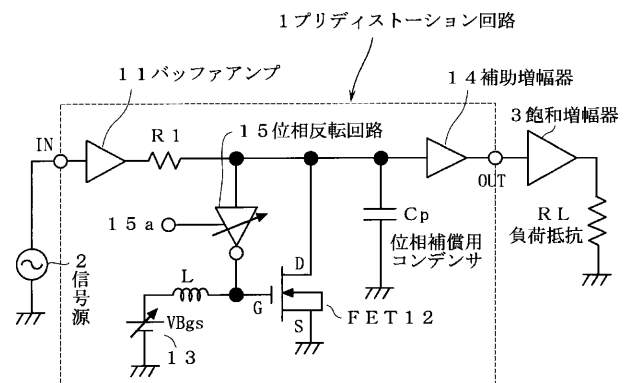 1プリディストーション回路
11バッファアンプ
14補助増幅器
3飽和増幅器
15位相反転回路
R1
IN
OUT
15a
Cp
位相補償用
コンデンサ
RL
負荷抵抗
2信号源
L
D
G
S
VBgs
13
FET12